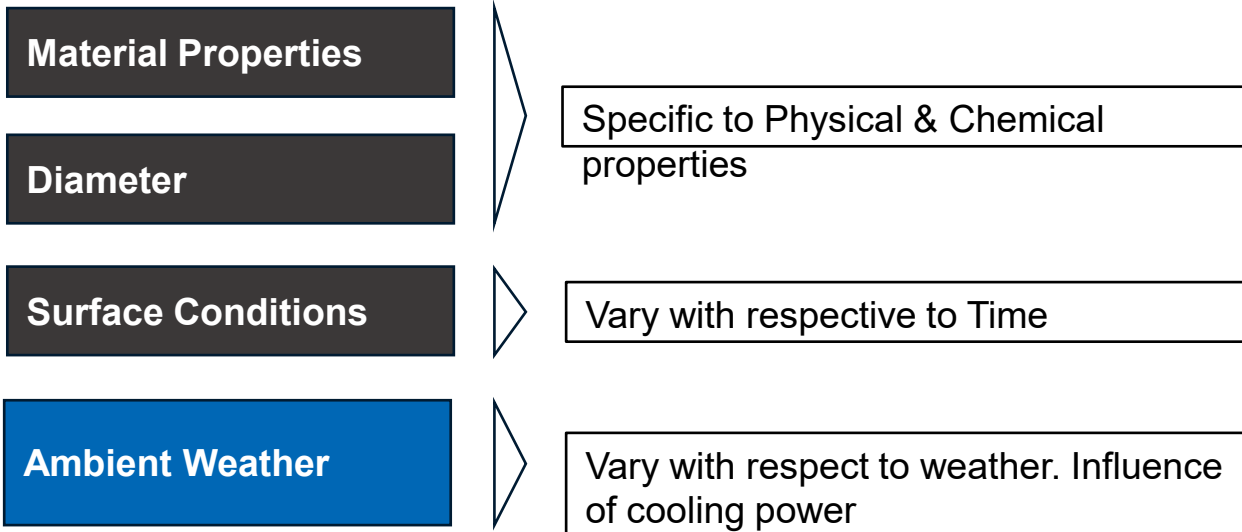 Material Properties
Specific to Physical & Chemical
properties
Diameter
Surface Conditions
Vary with respective to Time
Ambient Weather
Vary with respect to weather. Influence
of cooling power